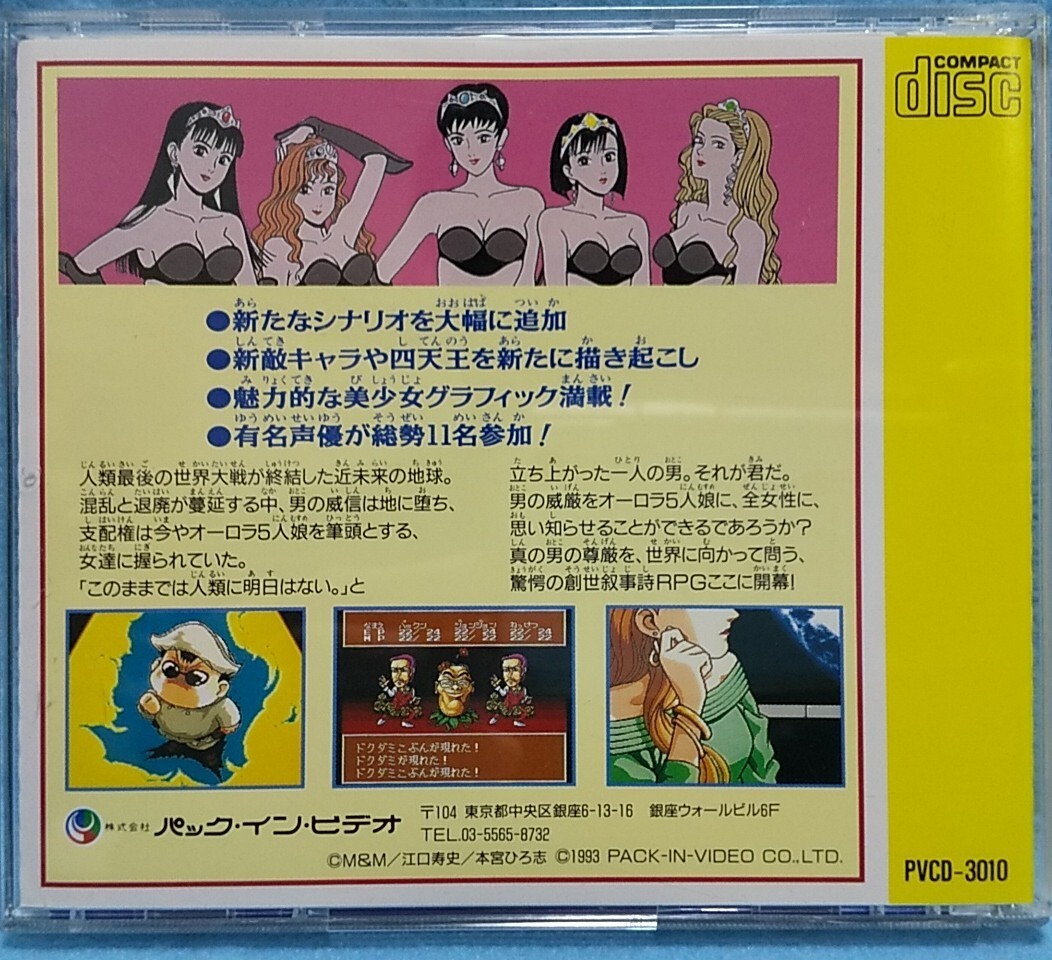 COMPACT
disc
●新たなシナリオを大幅に追加
●新敵キャラや四天王を新たに描き起こし
●魅力的な美少女グラフィック満載!
●有名声優が総勢11名参加!
人類最後の世界大戦が終結した近未来の地球。
混乱と退廃が蔓延する中、男の威信は地に堕ち、
支配権は今やオーロラ5人娘を筆頭とする、
女達に握られていた。
「このままでは人類に明日はない。」と
立ち上がった一人の男。それが君だ。
男の威厳をオーロラ5人娘に、全女性に、
思い知らせることができるであろうか?
真の男の尊厳を、世界に向かって問う、
驚愕の創世叙事詩RPGここに開幕!
ドクダミこぶんが現れた!
ドクダミが現れた!
ドクダミこぶんが現れた!
株式会社 パック・イン・ビデオ
〒104 東京都中央区銀座6-13-16 銀座ウォールビル6F
TEL.03-5565-8732
©M&M/江口寿史/本宮ひろ志 ©1993 PACK-IN-VIDEO CO.,LTD.
PVCD-3010